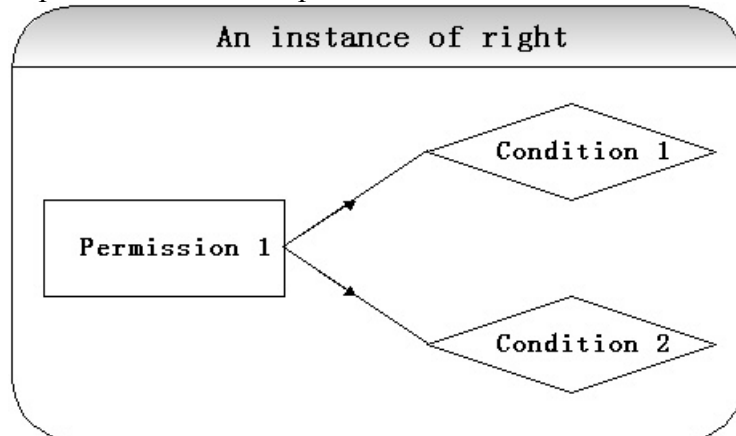 An instance of right
Condition 1
Permission 1
Condition 2